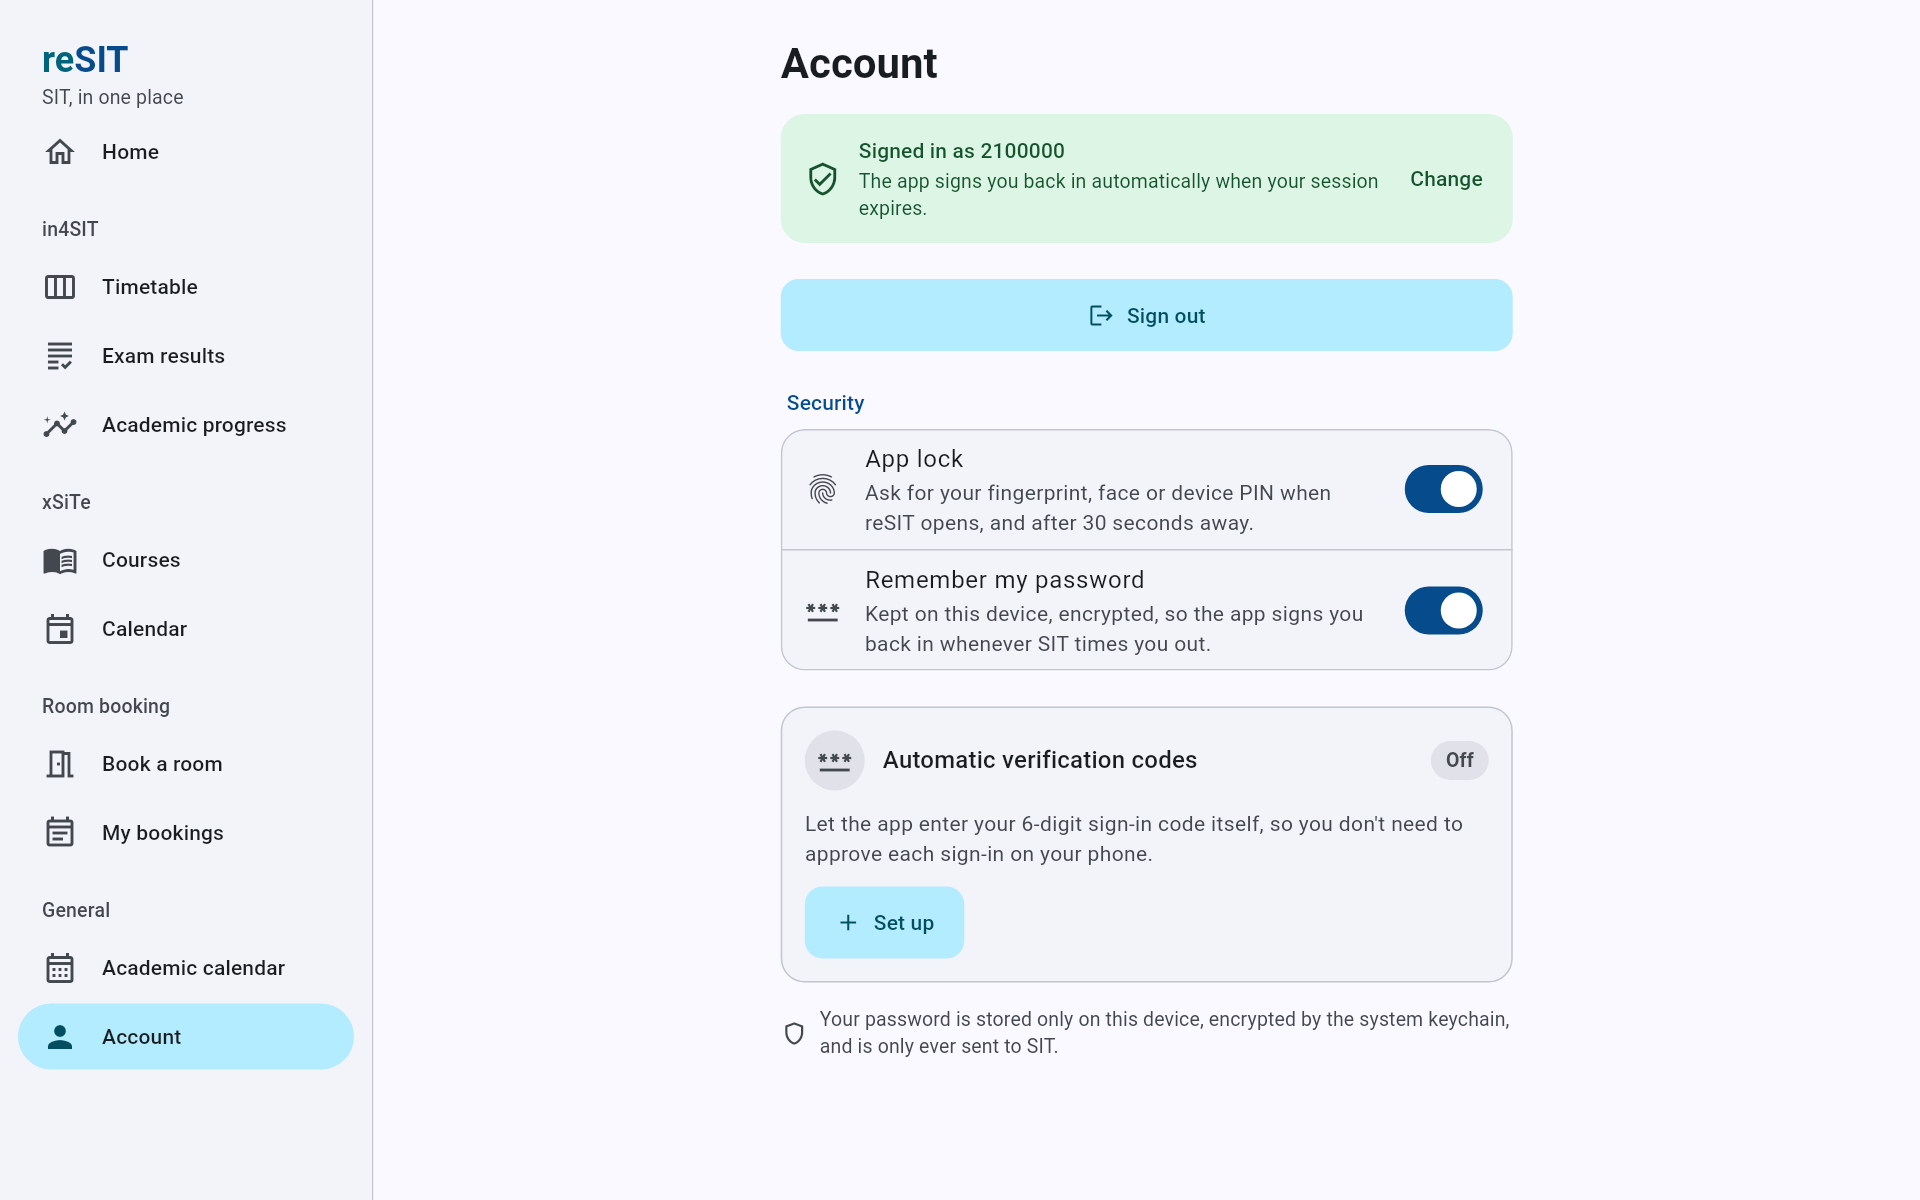 reSIT
SIT, in one place
Home
in4SIT
Timetable
Exam results
Academic progress
xSiTe
Courses
Calendar
Room booking
Book a room
My bookings
General
Academic calendar
Account
Account
Signed in as 2100000
The app signs you back in automatically when your session
expires.
Change
Sign out
Security
App lock
Ask for your fingerprint, face or device PIN when
reSIT opens, and after 30 seconds away.
Remember my password
Kept on this device, encrypted, so the app signs you
back in whenever SIT times you out.
Automatic verification codes
Off
Let the app enter your 6-digit sign-in code itself, so you don't need to
approve each sign-in on your phone.
Set up
Your password is stored only on this device, encrypted by the system keychain,
and is only ever sent to SIT.